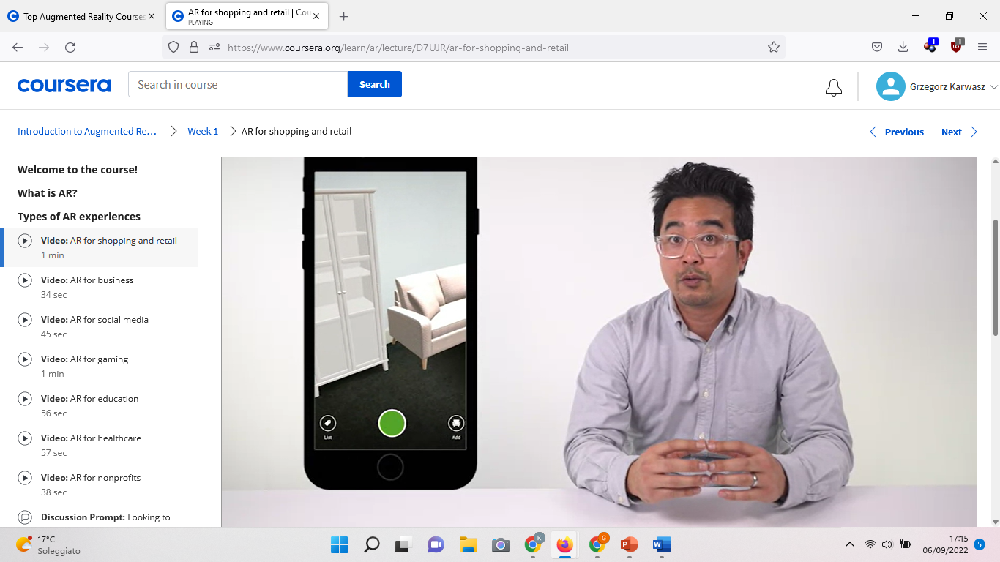 Top Augmented Reality Courses
AR for shopping and retail | Cou
PLAYING
https://www.coursera.org/learn/ar/lecture/D7UJR/ar-for-shopping-and-retail
1
1
coursera
Search in course
Search
Grzegorz Karwasz
Introduction to Augmented Re...
Week 1
AR for shopping and retail
Previous
Next
Welcome to the course!
What is AR?
Types of AR experiences
Video: AR for shopping and retail
1 min
Video: AR for business
34 sec
Video: AR for social media
45 sec
Video: AR for gaming
1 min
Video: AR for education
56 sec
Video: AR for healthcare
57 sec
Video: AR for nonprofits
38 sec
Discussion Prompt: Looking to
List
Add
17°C
Soleggiato
K
G
P
W
17:15
06/09/2022
5